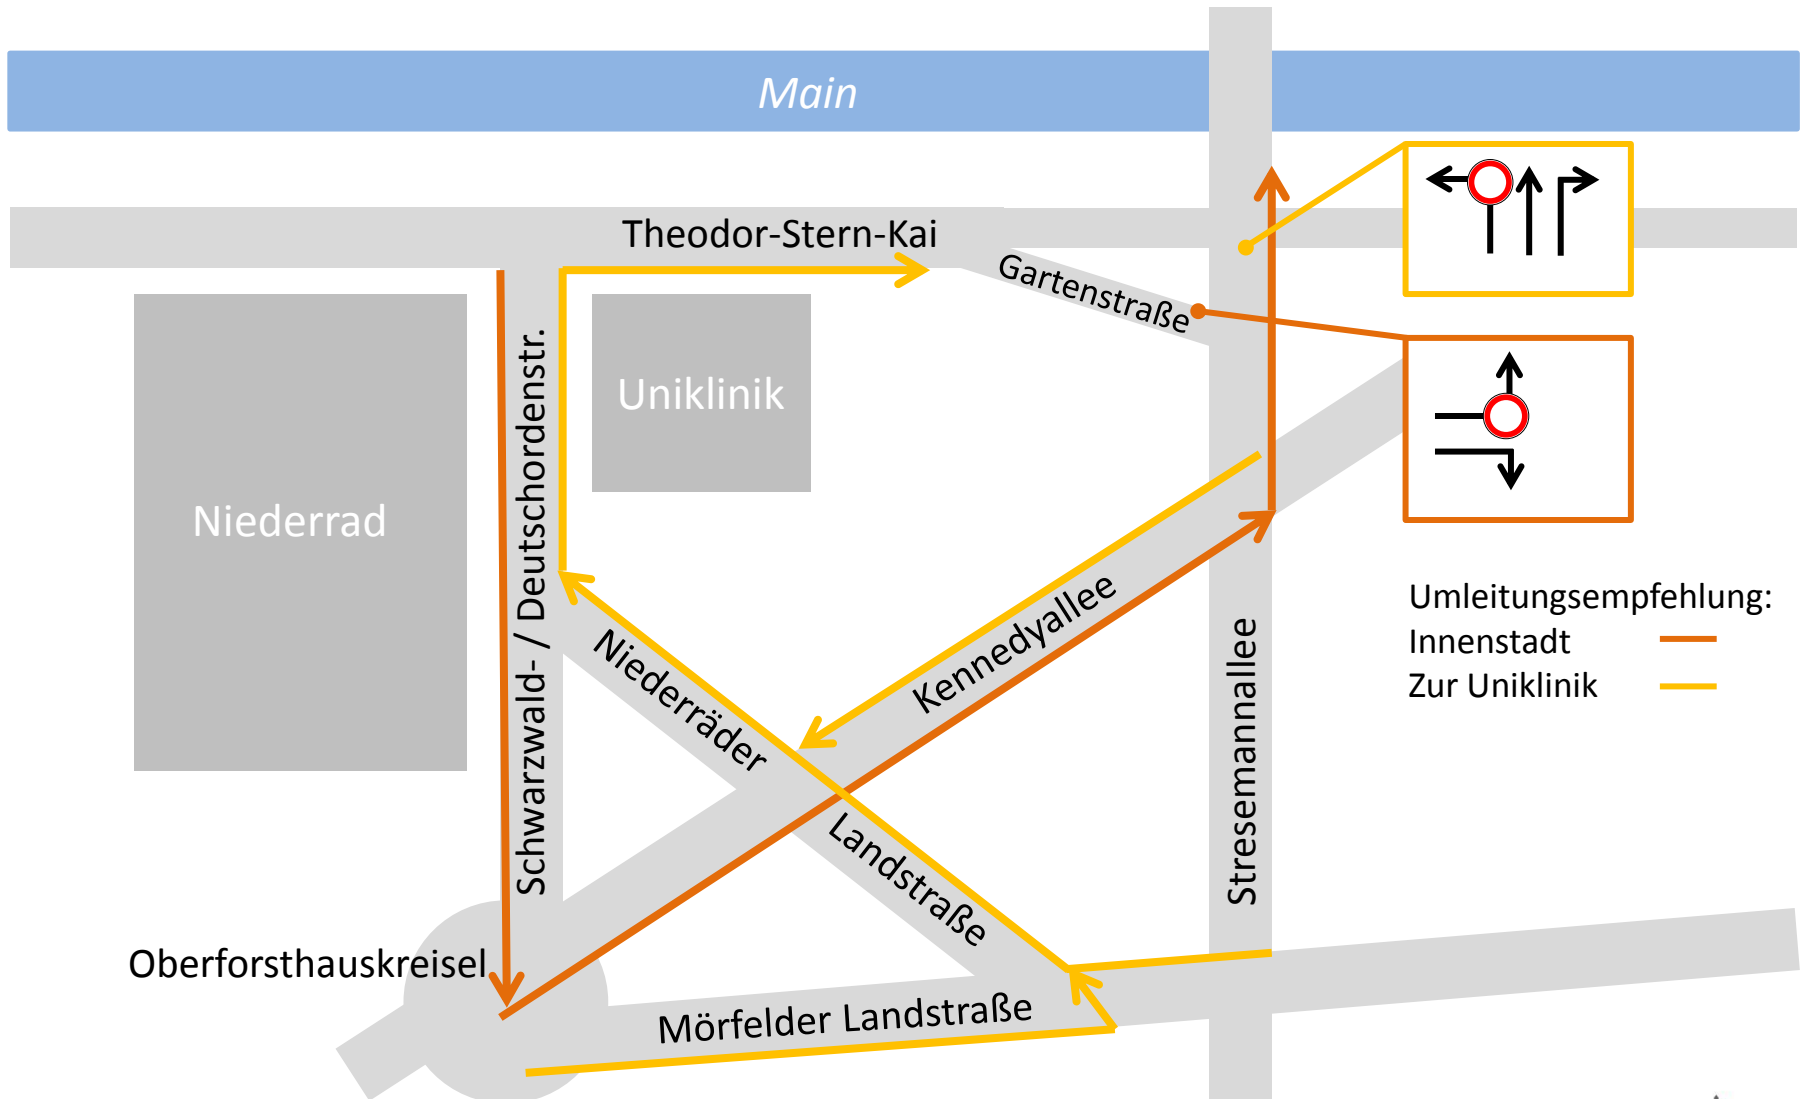 Main
Theodor-Stern-Kai
Gartenstraße
Uniklinik
Niederrad
Schwarzwald- / Deutschordenstr.
Niederräder
Landstraße
Kennedyallee
Stresemannallee
Umleitungsempfehlung:
Innenstadt
Zur Uniklinik
Oberforsthauskreisel
Mörfelder Landstraße